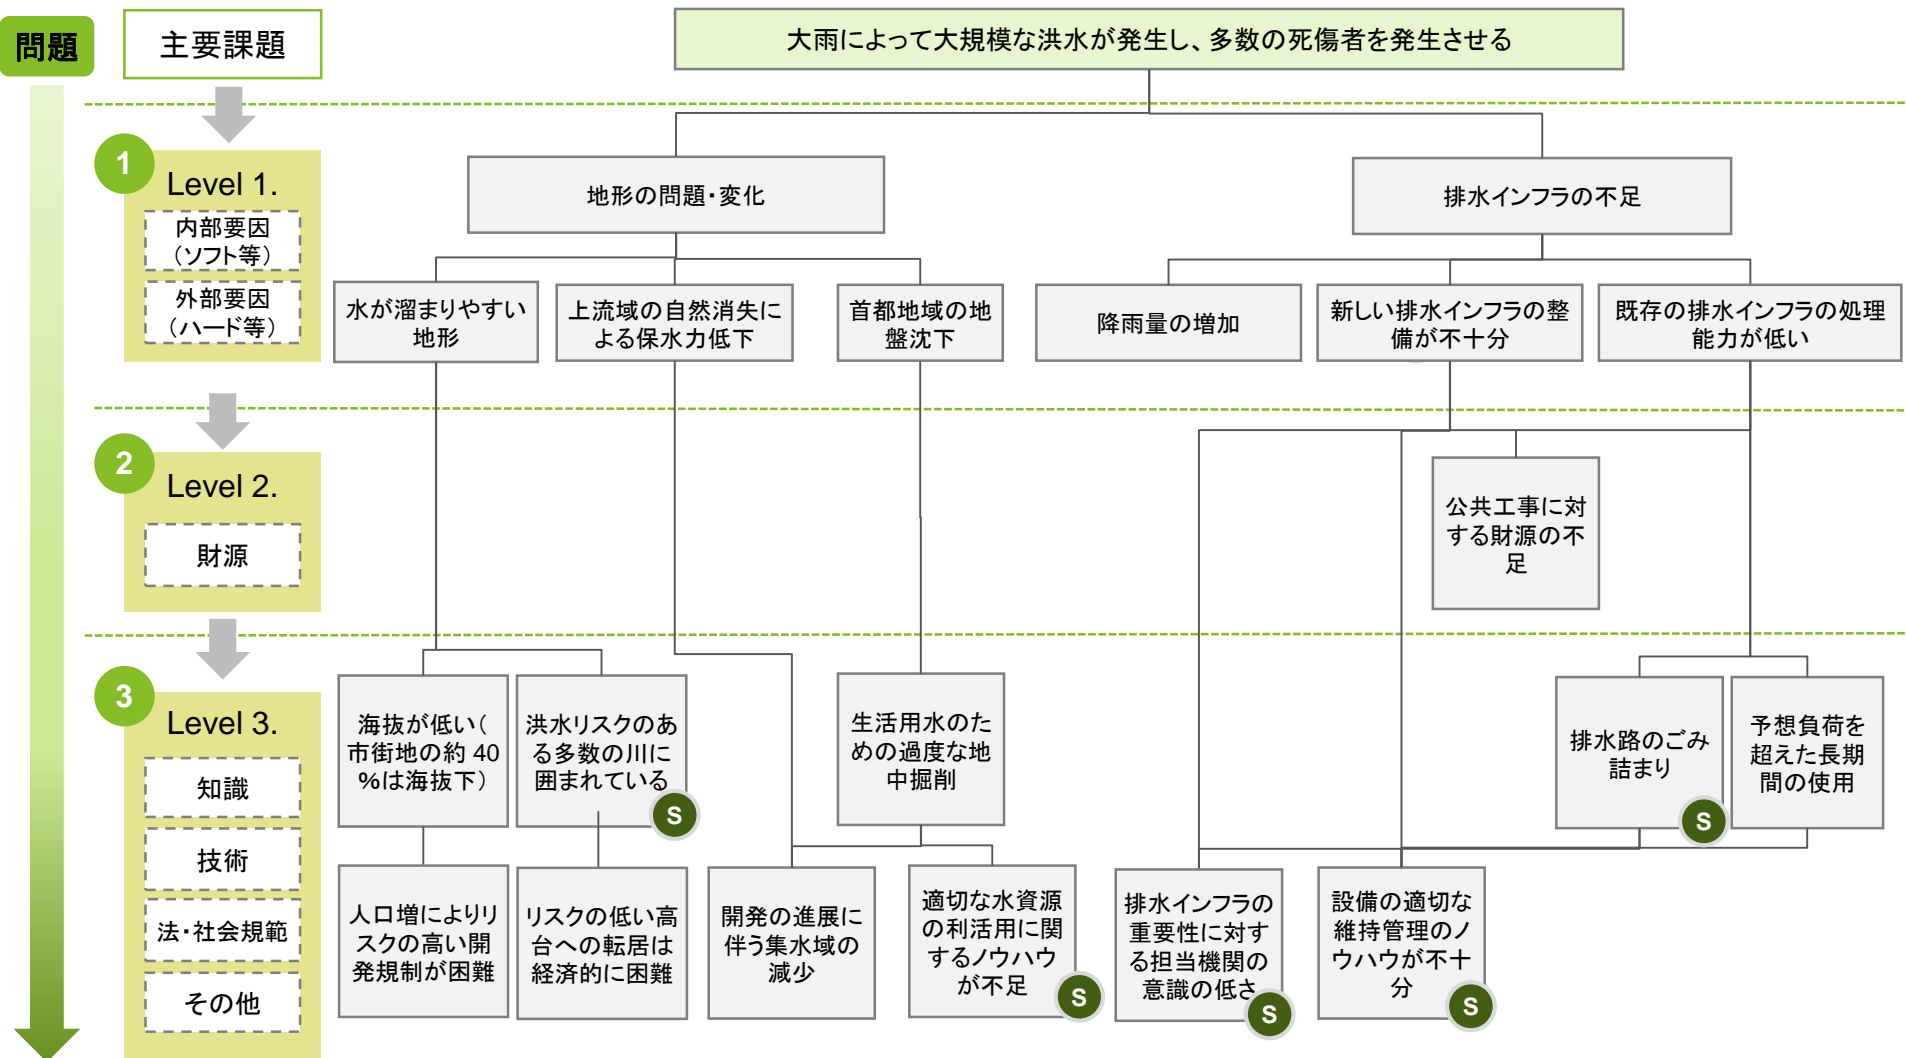 問題
主要課題
大雨によって大規模な洪水が発生し、多数の死傷者を発生させる
1
Level 1.
内部要因
（ソフト等）
外部要因
（ハード等）
地形の問題・変化
排水インフラの不足
水が溜まりやすい
地形
上流域の自然消失に
よる保水力低下
首都地域の地
盤沈下
降雨量の増加
新しい排水インフラの整
備が不十分
既存の排水インフラの処理
能力が低い
2
Level 2.
財源
公共工事に対
する財源の不
足
3
Level 3.
知識
技術
法・社会規範
その他
海抜が低い（
市街地の約 40
%は海抜下）
洪水リスクのあ
る多数の川に
囲まれている
S
生活用水のた
めの過度な地
中掘削
排水路のごみ
詰まり
S
予想負荷を
超えた長期
間の使用
人口増によりリ
スクの高い開
発規制が困難
リスクの低い高
台への転居は
経済的に困難
開発の進展に
伴う集水域の
減少
適切な水資源
の利活用に関
するノウハウ
が不足
S
排水インフラの
重要性に対す
る担当機関の
意識の低さ
S
設備の適切な
維持管理のノ
ウハウが不十
分
S